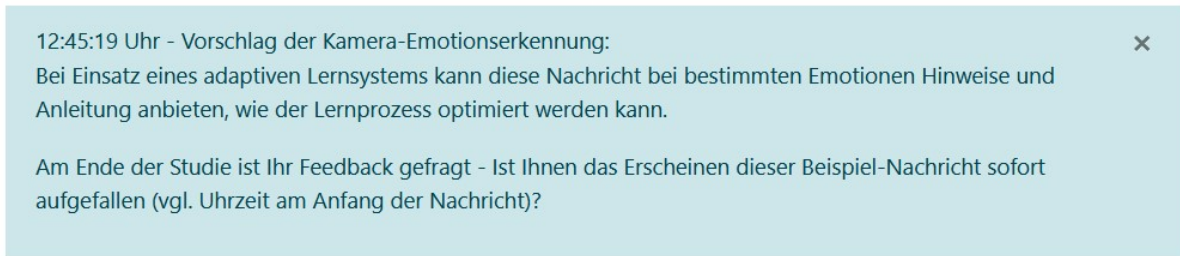 12:45:19 Uhr - Vorschlag der Kamera-Emotionserkennung:
Bei Einsatz eines adaptiven Lernsystems kann diese Nachricht bei bestimmten Emotionen Hinweise und
Anleitung anbieten, wie der Lernprozess optimiert werden kann.
Am Ende der Studie ist Ihr Feedback gefragt - Ist Ihnen das Erscheinen dieser Beispiel-Nachricht sofort
aufgefallen (vgl. Uhrzeit am Anfang der Nachricht)?